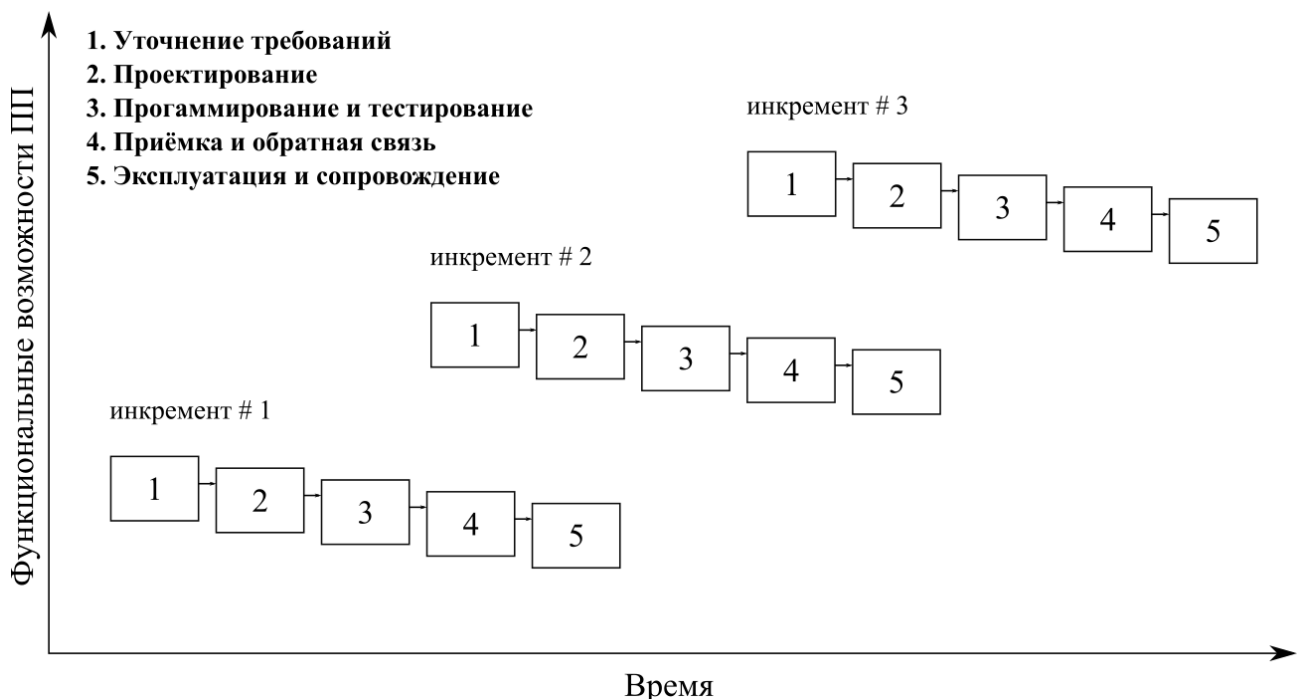 1. Уточнение требований
2. Проектирование
3. Прогаммирование и тестирование
4. Приёмка и обратная связь
5. Эксплуатация и сопровождение
Функциональные возможности ПП
инкремент # 3
1
2
3
4
5
инкремент # 2
1
2
3
4
5
инкремент # 1
1
2
3
4
5
Время